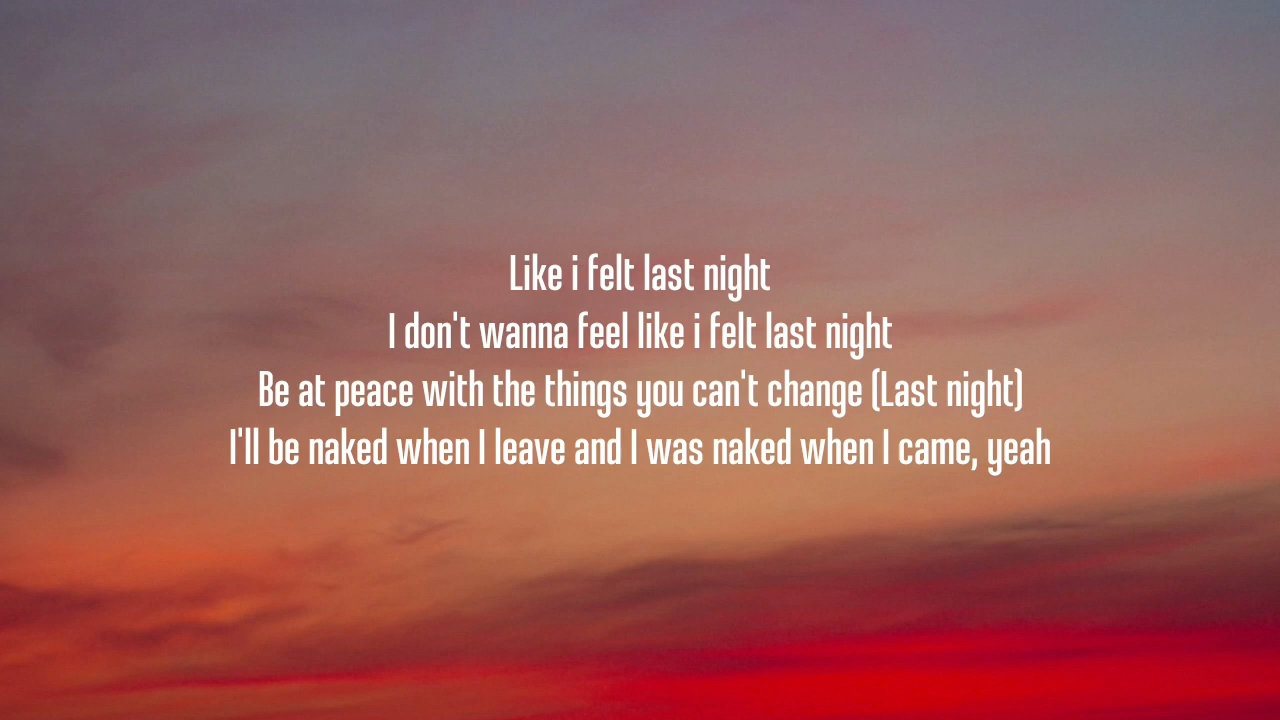 Like i felt last night
I don't wanna feel like i felt last night
Be at peace with the things you can't change (Last night)
I'll be naked when I leave and I was naked when I came, yeah